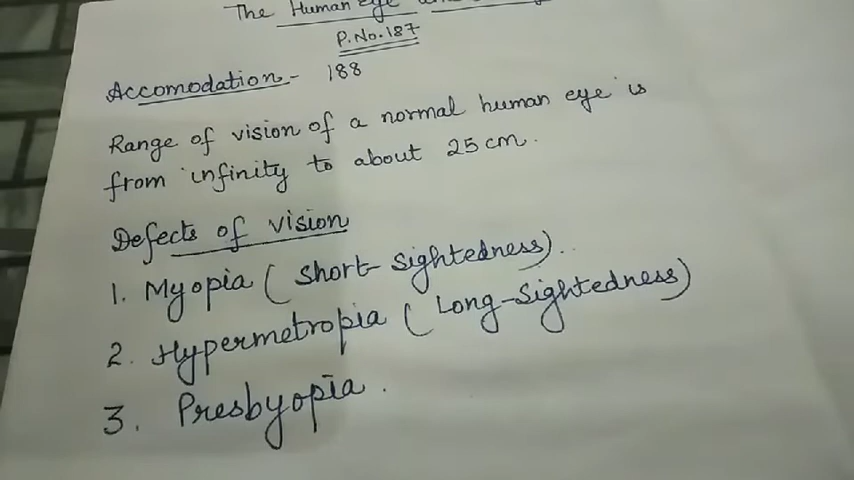 The Human eye
P.No.187
Accomodation - 188
Range of vision of a normal human eye is
from infinity to about 25 cm.
Defects of vision
1. Myopia ( Short-Sightedness).
2. Hypermetropia ( Long-Sightedness)
3. Presbyopia.